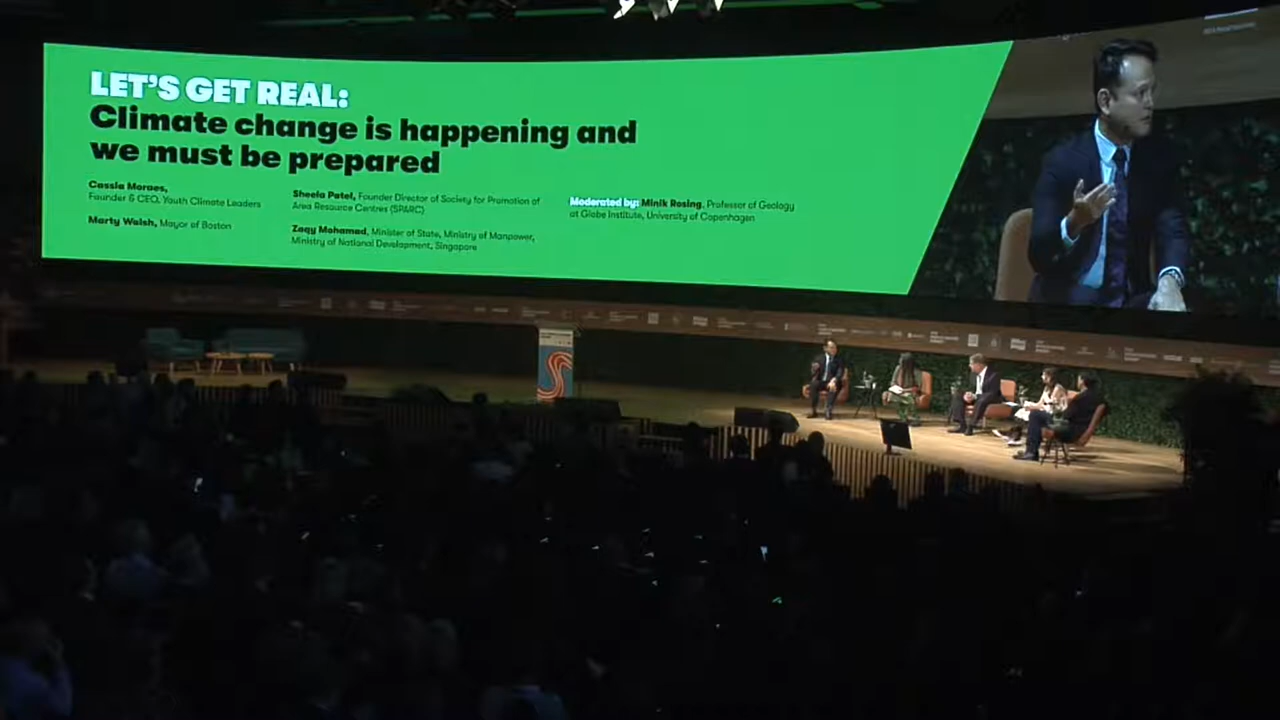 LET'S GET REAL:
Climate change is happening and
we must be prepared
Cassia Moraes,
Founder & CEO, Youth Climate Leaders
Marty Walsh, Mayor of Boston
Sheela Patel, Founder Director of Society for Promotion of
Area Resource Centres (SPARC)
Zaqy Mohamad, Minister of State, Ministry of Manpower,
Ministry of National Development, Singapore
Moderated by: Minik Rosing, Professor of Geology
at Globe Institute, University of Copenhagen